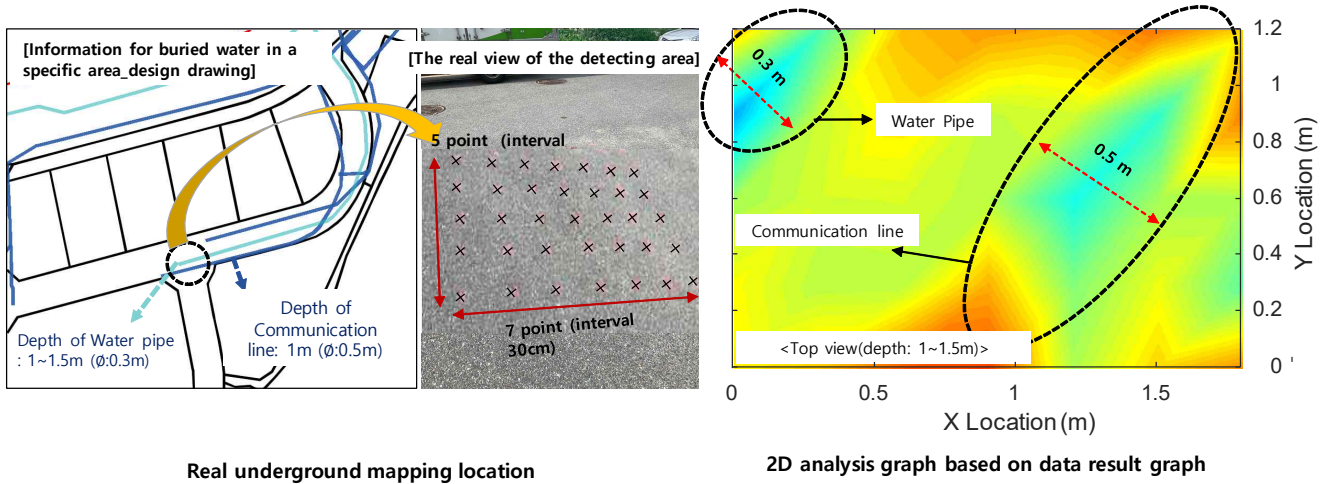 [Information for buried water in a
specific area_design drawing]
Depth of Water pipe
: 1~1.5m (ø:0.3m)
Depth of
Communication
line: 1m (ø:0.5m)
[The real view of the detecting area]
5 point (interval
7 point (interval
30cm)
Real underground mapping location
0.3 m
Water Pipe
0.5 m
Communication line
<Top view(depth: 1~1.5m)>
1.2
1
0.8
0.6
0.4
0.2
0
Y Location (m)
0
0.5
1
1.5
X Location (m)
2D analysis graph based on data result graph